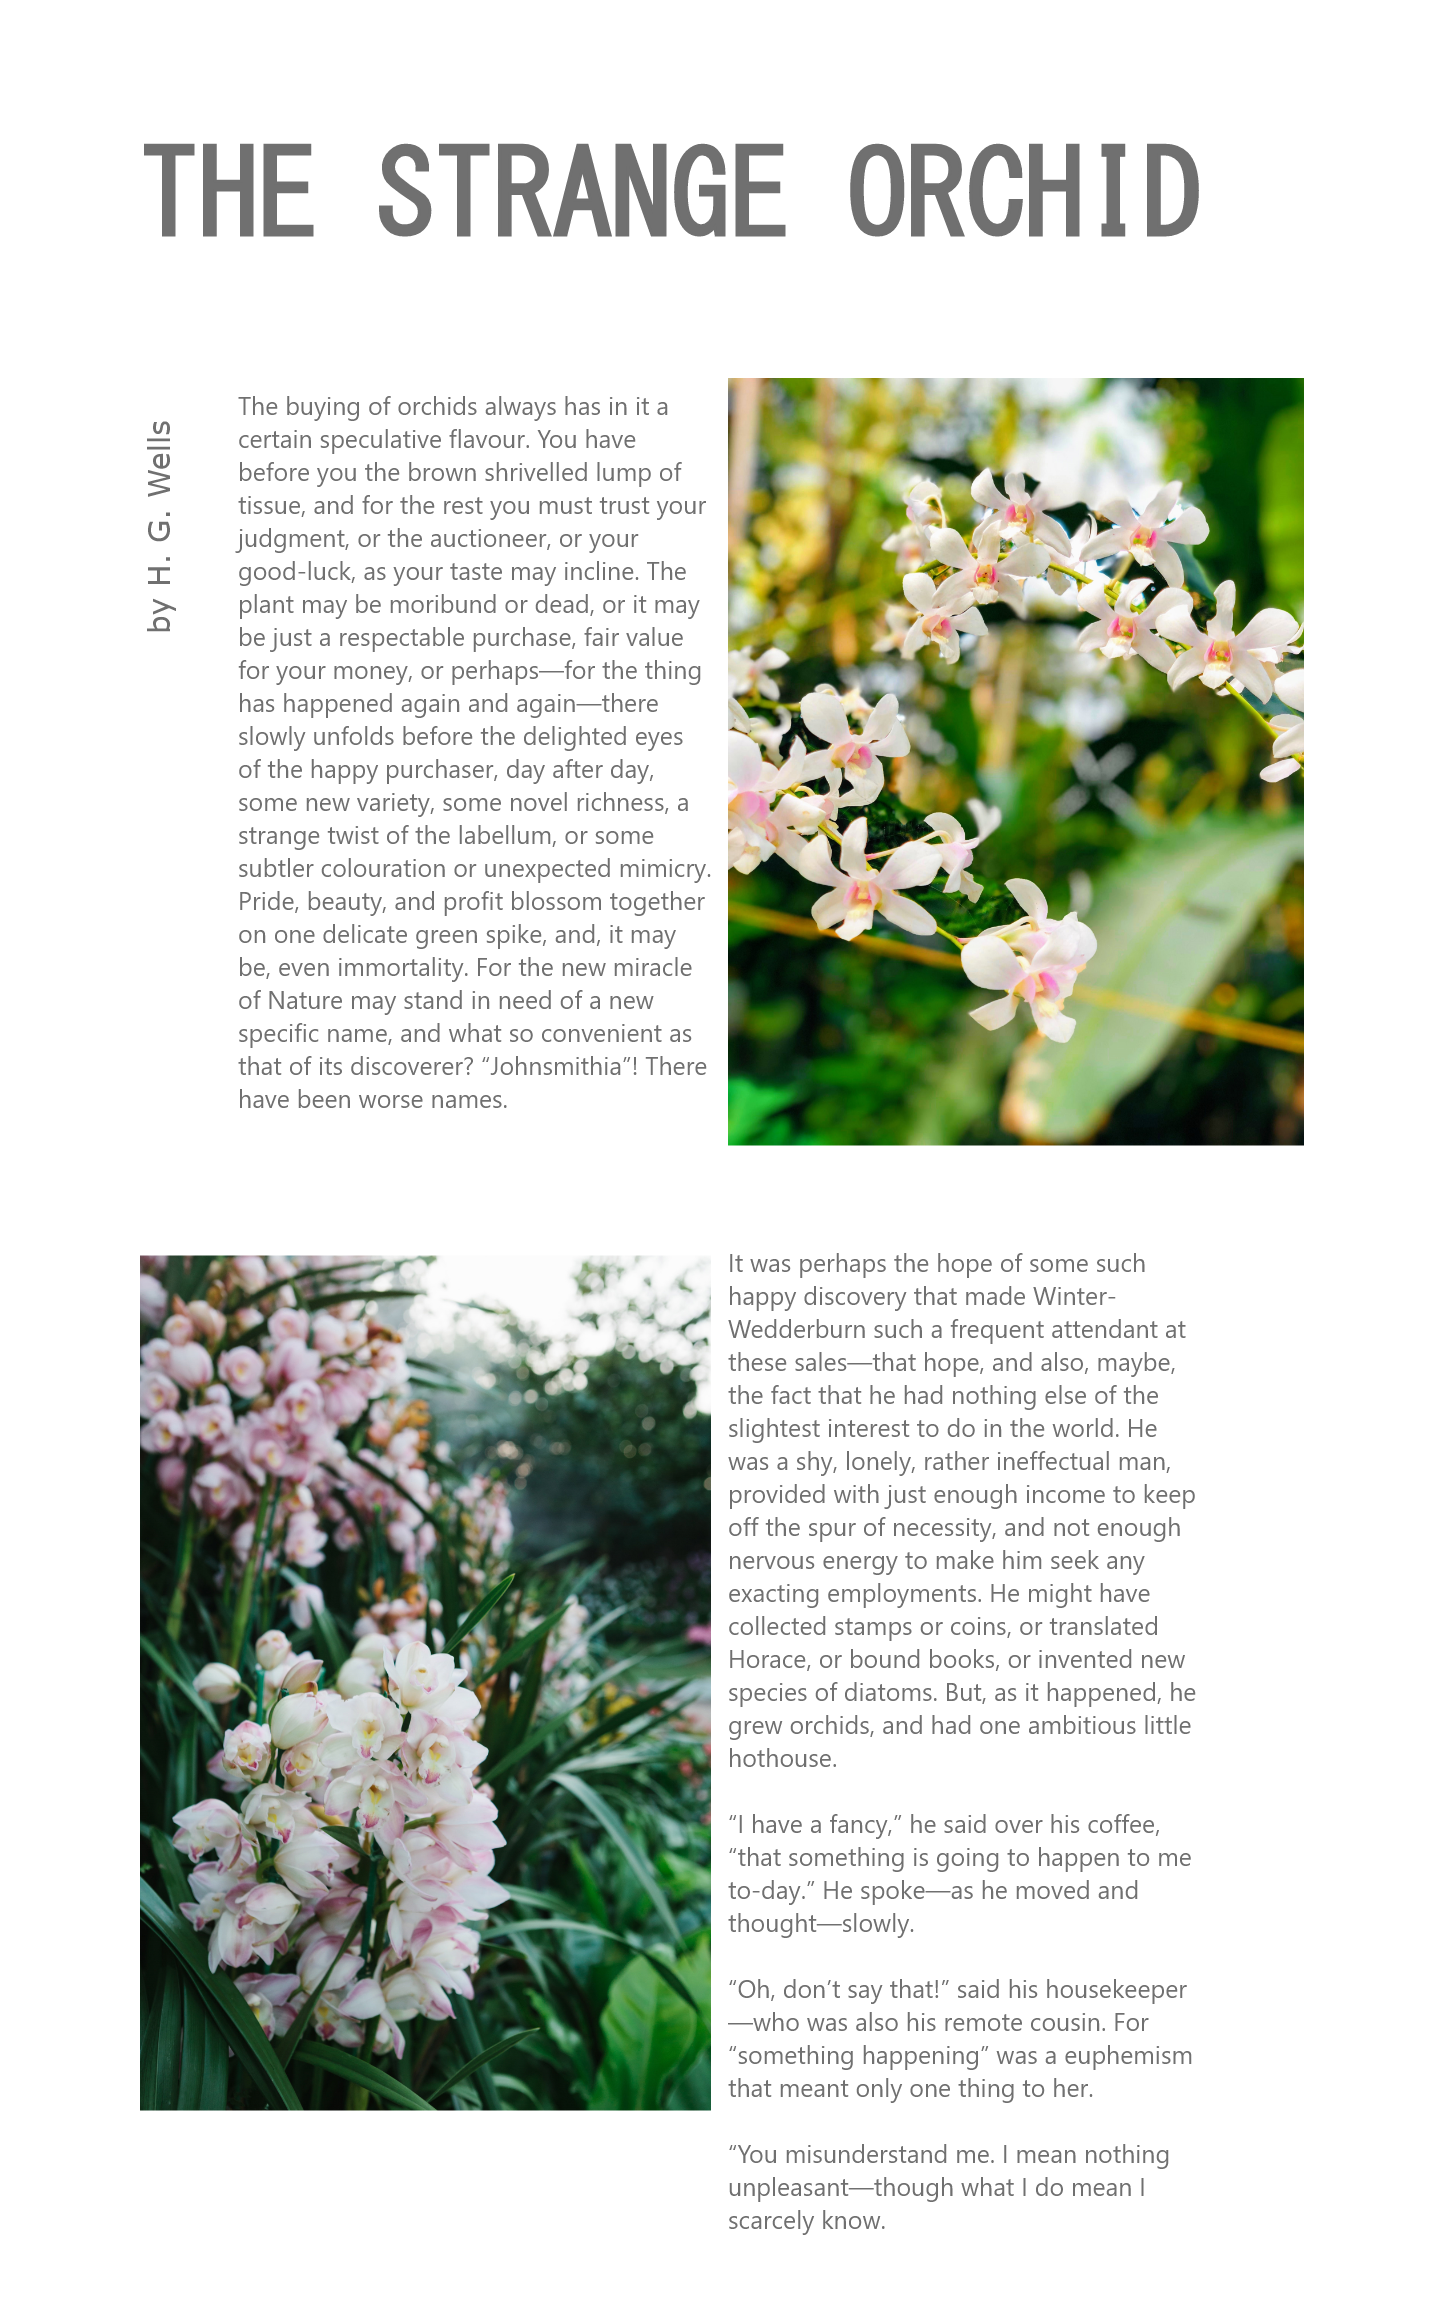 THE STRANGE ORCHID
by H. G. Wells
The buying of orchids always has in it a
certain speculative flavour. You have
before you the brown shrivelled lump of
tissue, and for the rest you must trust your
judgment, or the auctioneer, or your
good-luck, as your taste may incline. The
plant may be moribund or dead, or it may
be just a respectable purchase, fair value
for your money, or perhaps—for the thing
has happened again and again—there
slowly unfolds before the delighted eyes
of the happy purchaser, day after day,
some new variety, some novel richness, a
strange twist of the labellum, or some
subtler colouration or unexpected mimicry.
Pride, beauty, and profit blossom together
on one delicate green spike, and, it may
be, even immortality. For the new miracle
of Nature may stand in need of a new
specific name, and what so convenient as
that of its discoverer? “Johnsmithia”! There
have been worse names.
It was perhaps the hope of some such
happy discovery that made Winter-
Wedderburn such a frequent attendant at
these sales—that hope, and also, maybe,
the fact that he had nothing else of the
slightest interest to do in the world. He
was a shy, lonely, rather ineffectual man,
provided with just enough income to keep
off the spur of necessity, and not enough
nervous energy to make him seek any
exacting employments. He might have
collected stamps or coins, or translated
Horace, or bound books, or invented new
species of diatoms. But, as it happened, he
grew orchids, and had one ambitious little
hothouse.
“I have a fancy,” he said over his coffee,
“that something is going to happen to me
to-day.” He spoke—as he moved and
thought—slowly.
“Oh, don’t say that!” said his housekeeper
—who was also his remote cousin. For
“something happening” was a euphemism
that meant only one thing to her.
“You misunderstand me. I mean nothing
unpleasant—though what I do mean I
scarcely know.